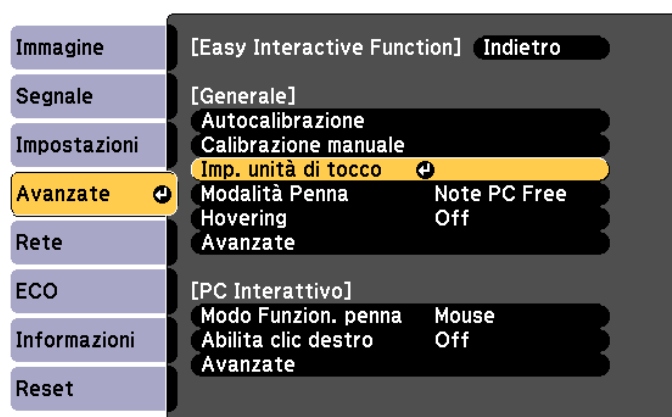 Immagine
Segnale
Impostazioni
Avanzate
Rete
ECO
Informazioni
Reset
[Easy Interactive Function] Indietro
[Generale]
Autocalibrazione
Calibrazione manuale
Imp. unità di tocco
Modalità Penna Note PC Free
Hovering Off
Avanzate
[PC Interattivo]
Modo Funzion. penna Mouse
Abilita clic destro Off
Avanzate